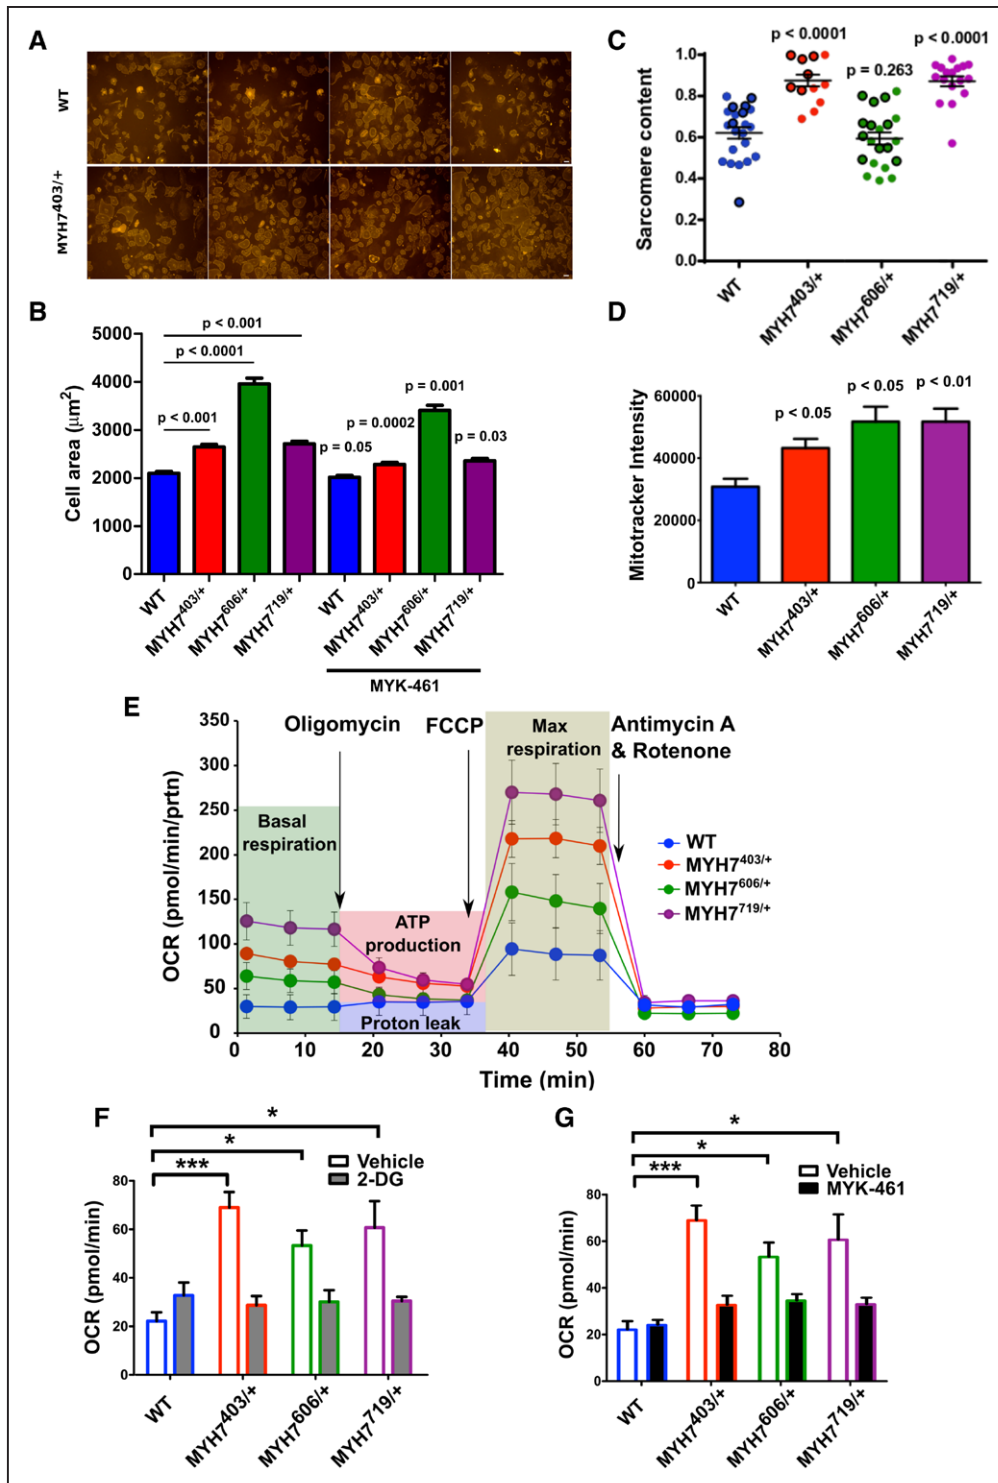 A
WT
MYH7403/+
B
Cell area (µm2)
5000
4000
3000
2000
1000
0
p < 0.001
p < 0.0001
p < 0.001
p = 0.05
p = 0.0002
p = 0.001
p = 0.03
WT
MYH7403/+
MYH7606/+
MYH7719/+
WT
MYH7403/+
MYH7606/+
MYH7719/+
MYK-461
C
Sarcomere content
1.0
0.8
0.6
0.4
0.2
0.0
p < 0.0001
p = 0.263
p < 0.0001
WT
MYH7403/+
MYH7606/+
MYH7719/+
D
Mitotracker Intensity
60000
40000
20000
0
p < 0.05
p < 0.05
p < 0.01
WT
MYH7403/+
MYH7606/+
MYH7719/+
E
OCR (pmol/min/prtn)
350
300
250
200
150
100
50
0
Oligomycin
FCCP
Antimycin A
& Rotenone
Basal
respiration
ATP
production
Proton leak
Max
respiration
WT
MYH7403/+
MYH7606/+
MYH7719/+
0 10 20 30 40 50 60 70 80
Time (min)
F
OCR (pmol/min)
80
60
40
20
0
*
*
***
Vehicle
2-DG
WT
MYH7403/+
MYH7606/+
MYH7719/+
G
OCR (pmol/min)
80
60
40
20
0
*
*
***
Vehicle
MYK-461
WT
MYH7403/+
MYH7606/+
MYH7719/+